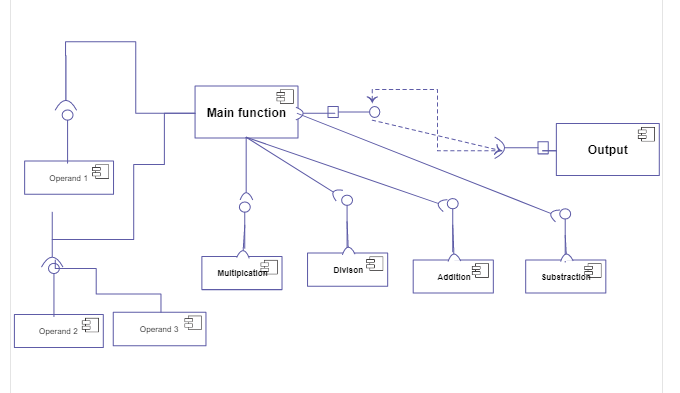 Main function
Output
Operand 1
Multiplication
Divison
Addition
Substraction
Operand 2
Operand 3